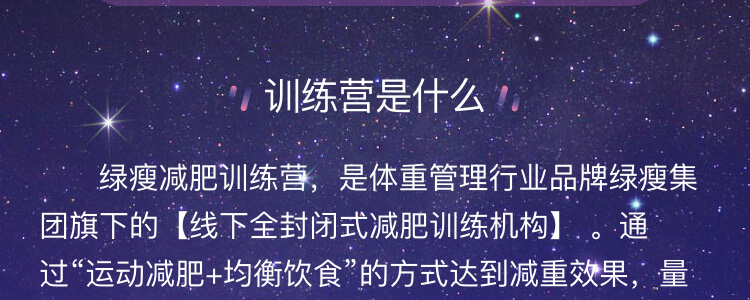 训练营是什么
绿瘦减肥训练营，是体重管理行业品牌绿瘦集
团旗下的【线下全封闭式减肥训练机构】 。通
过“运动减肥+均衡饮食”的方式达到减重效果，量